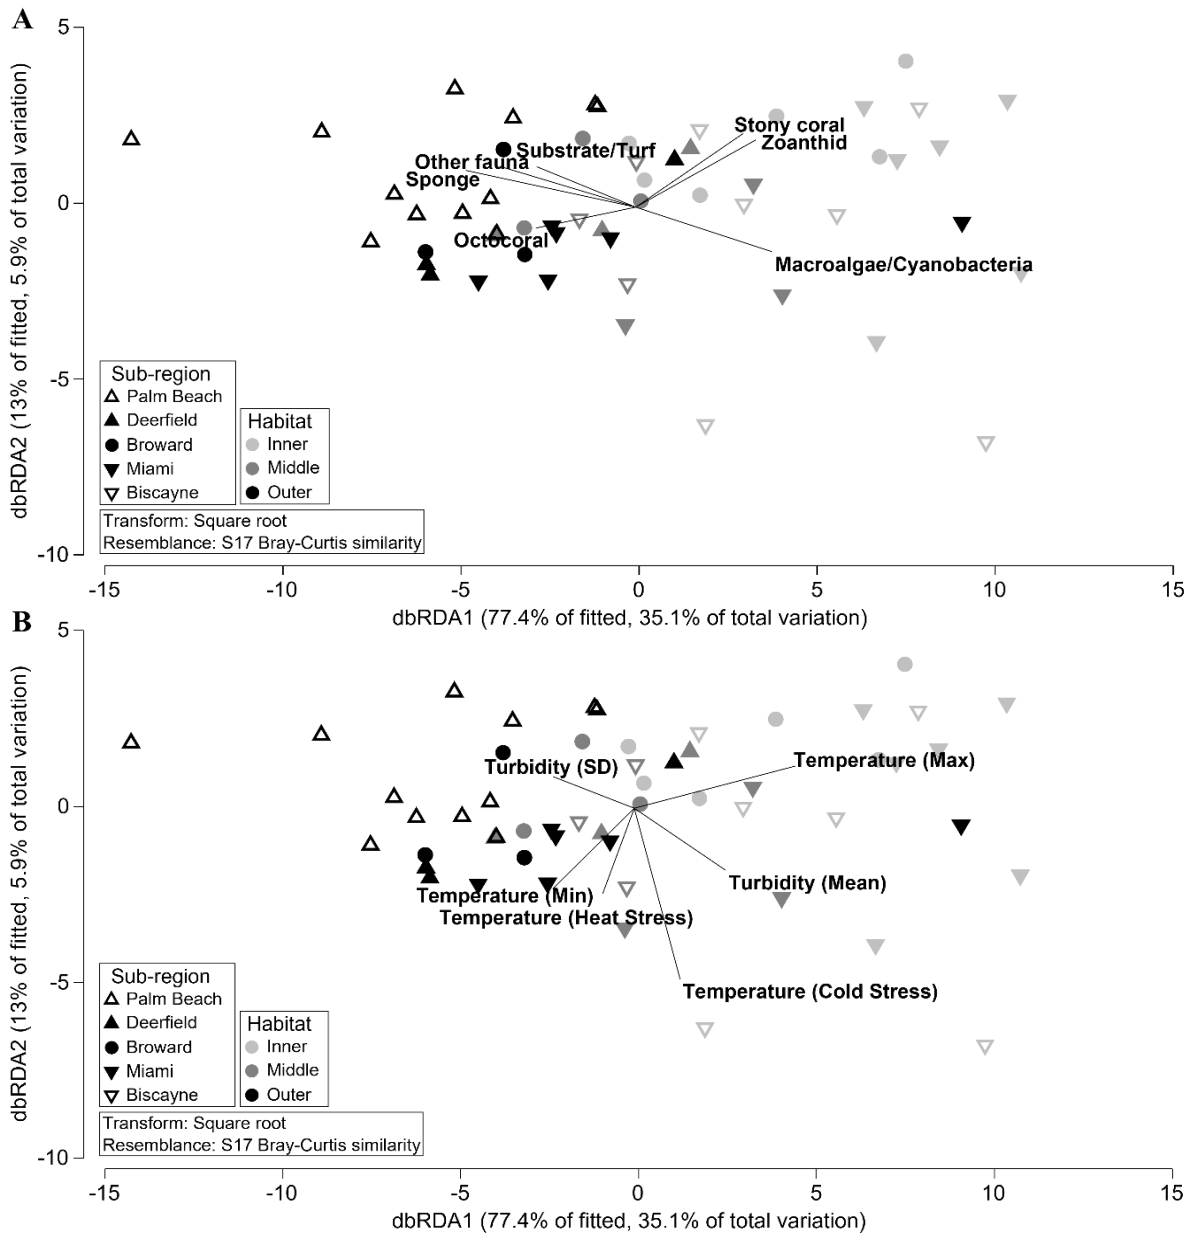 A
5
0
-5
-10
dbRDA2 (13% of fitted, 5.9% of total variation)
Stony coral
Zoanthid
Substrate/Turf
Other fauna
Sponge
Octocoral
Macroalgae/Cyanobacteria
Sub-region
Palm Beach
Deerfield
Broward
Miami
Biscayne
Habitat
Inner
Middle
Outer
Transform: Square root
Resemblance: S17 Bray-Curtis similarity
-15 -10 -5 0 5 10 15
dbRDA1 (77.4% of fitted, 35.1% of total variation)
B
5
0
-5
-10
dbRDA2 (13% of fitted, 5.9% of total variation)
Turbidity (SD)
Temperature (Max)
Turbidity (Mean)
Temperature (Min)
Temperature (Heat Stress)
Temperature (Cold Stress)
Sub-region
Palm Beach
Deerfield
Broward
Miami
Biscayne
Habitat
Inner
Middle
Outer
Transform: Square root
Resemblance: S17 Bray-Curtis similarity
-15 -10 -5 0 5 10 15
dbRDA1 (77.4% of fitted, 35.1% of total variation)